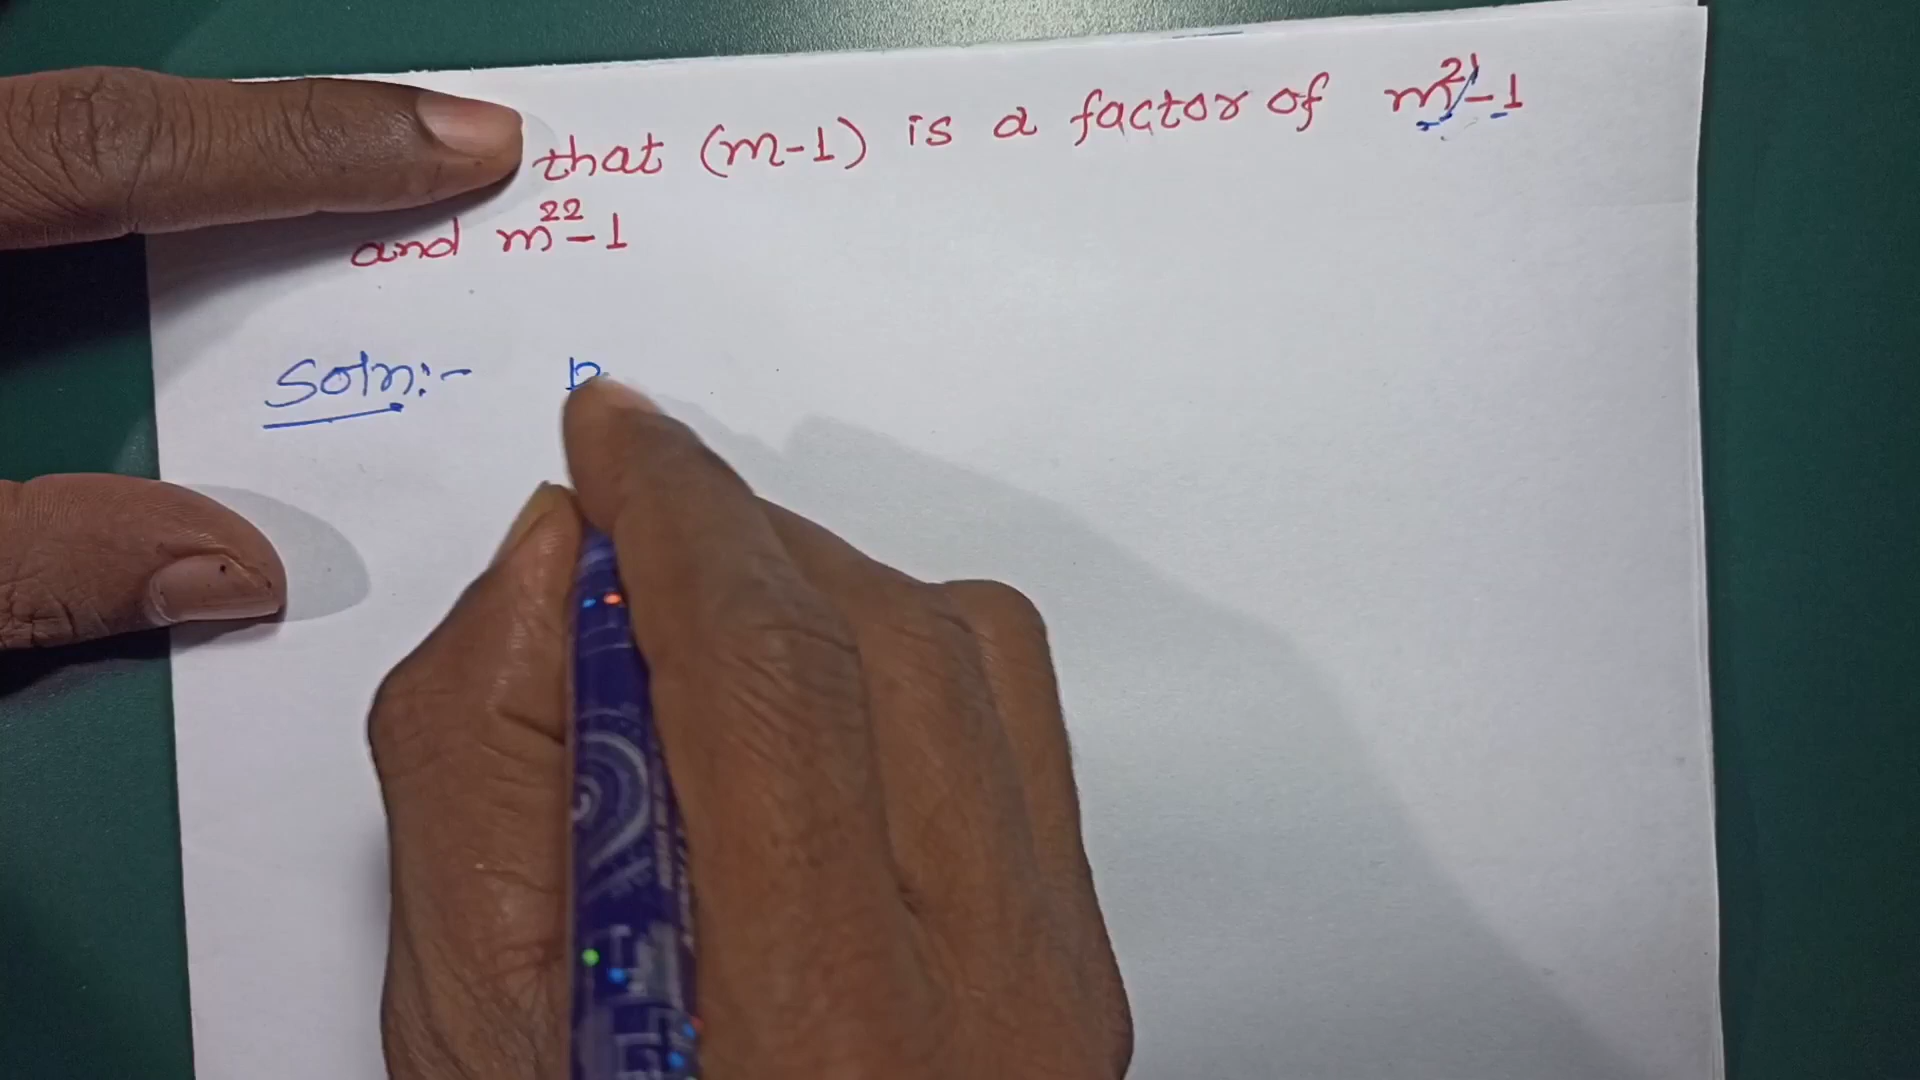 that (m-1) is a factor of m²¹-1
and m²²-1
Soln:-